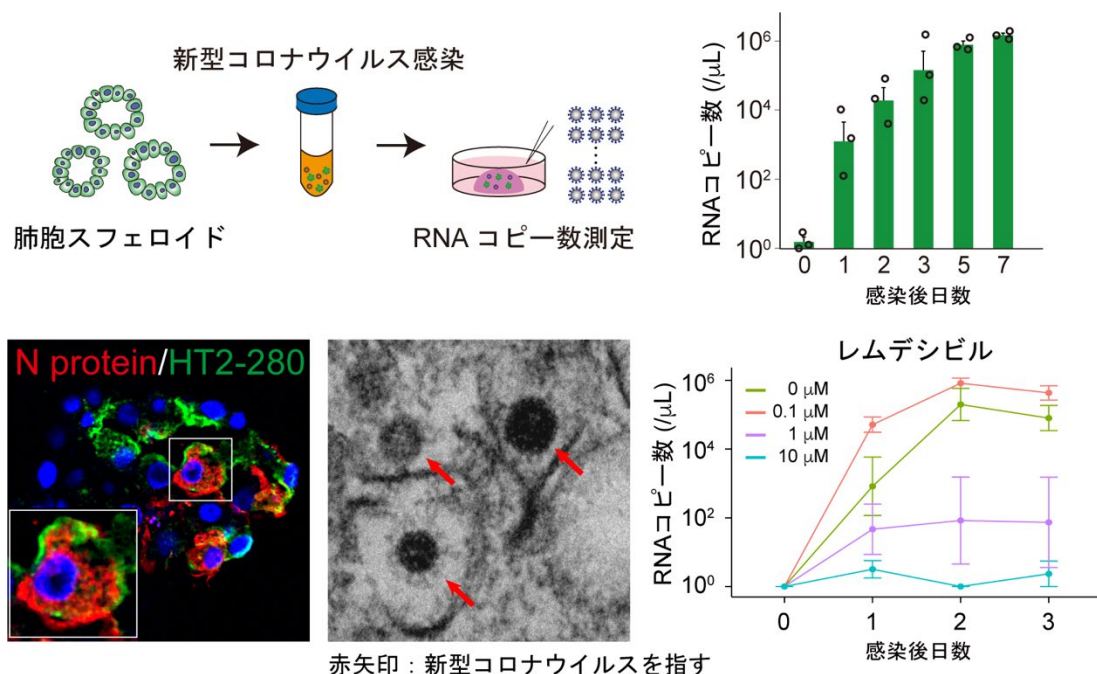 新型コロナウイルス感染
肺胞スフェロイド
RNA コピー数測定
RNAコピー数 (/μL)
10⁶
10⁴
10²
10⁰
0 1 2 3 5 7
感染後日数
N protein/HT2-280
赤矢印：新型コロナウイルスを指す
レムデシビル
RNAコピー数 (/μL)
10⁶
10⁴
10²
10⁰
0 μM
0.1 μM
1 μM
10 μM
0 1 2 3
感染後日数